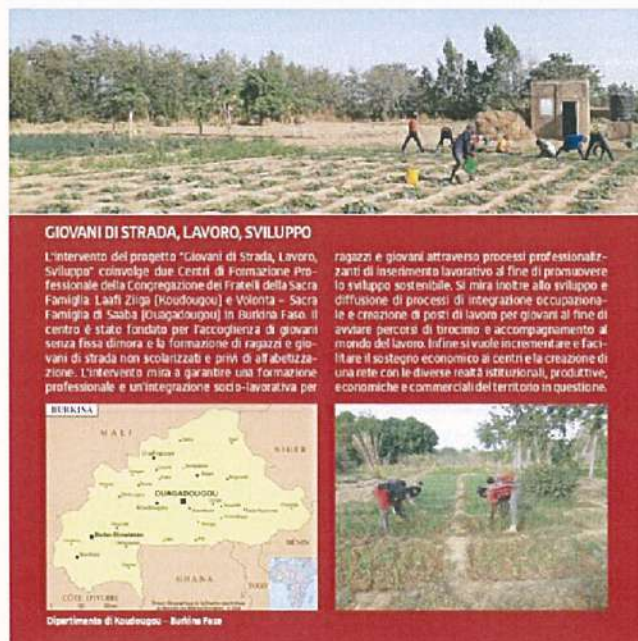 GIOVANI DI STRADA, LAVORO, SVILUPPO
L'intervento del progetto "Giovani di Strada, Lavoro,
Sviluppo" coinvolge due Centri di Formazione Pro-
fessionale della Congregazione dei Fratelli della Sacra
Famiglia: Laafi Ziiga [Koudougou] e Volonta – Sacra
Famiglia di Saaba [Ouagadougou] in Burkina Faso. Il
centro è stato fondato per l'accoglienza di giovani
senza fissa dimora e la formazione di ragazzi e gio-
vani di strada non scolarizzati e privi di alfabetizza-
zione. L'intervento mira a garantire una formazione
professionale e un'integrazione socio-lavorativa per
ragazzi e giovani attraverso processi professionaliz-
zanti di inserimento lavorativo al fine di promuovere
lo sviluppo sostenibile. Si mira inoltre allo sviluppo e
diffusione di processi di integrazione occupaziona-
le e creazione di posti di lavoro per giovani al fine di
avviare percorsi di tirocinio e accompagnamento al
mondo del lavoro. Infine si vuole incrementare e faci-
litare il sostegno economico ai centri e la creazione di
una rete con le diverse realtà istituzionali, produttive,
economiche e commerciali del territorio in questione.
BURKINA
MALI
NIGER
OUAGADOUGOU
Koudougou
Bobo-Dioulasso
BÉNIN
GHANA
TOGO
CÔTE D'IVOIRE
Dipartimento di Koudougou – Burkina Faso